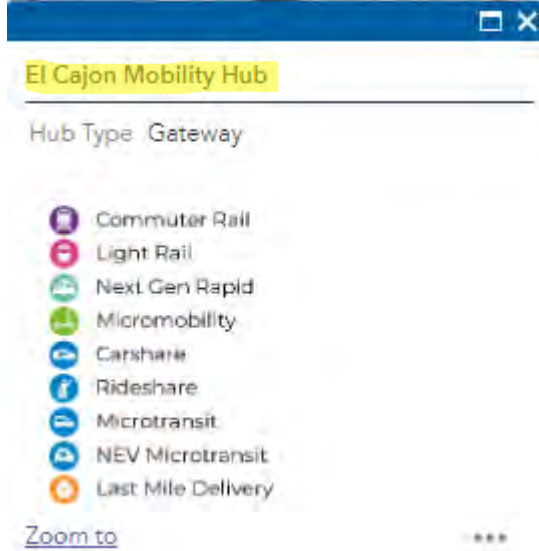 El Cajon Mobility Hub
Hub Type Gateway
Commuter Rail
Light Rail
Next Gen Rapid
Micromobility
Carshare
Rideshare
Microtransit
NEV Microtransit
Last Mile Delivery
Zoom to